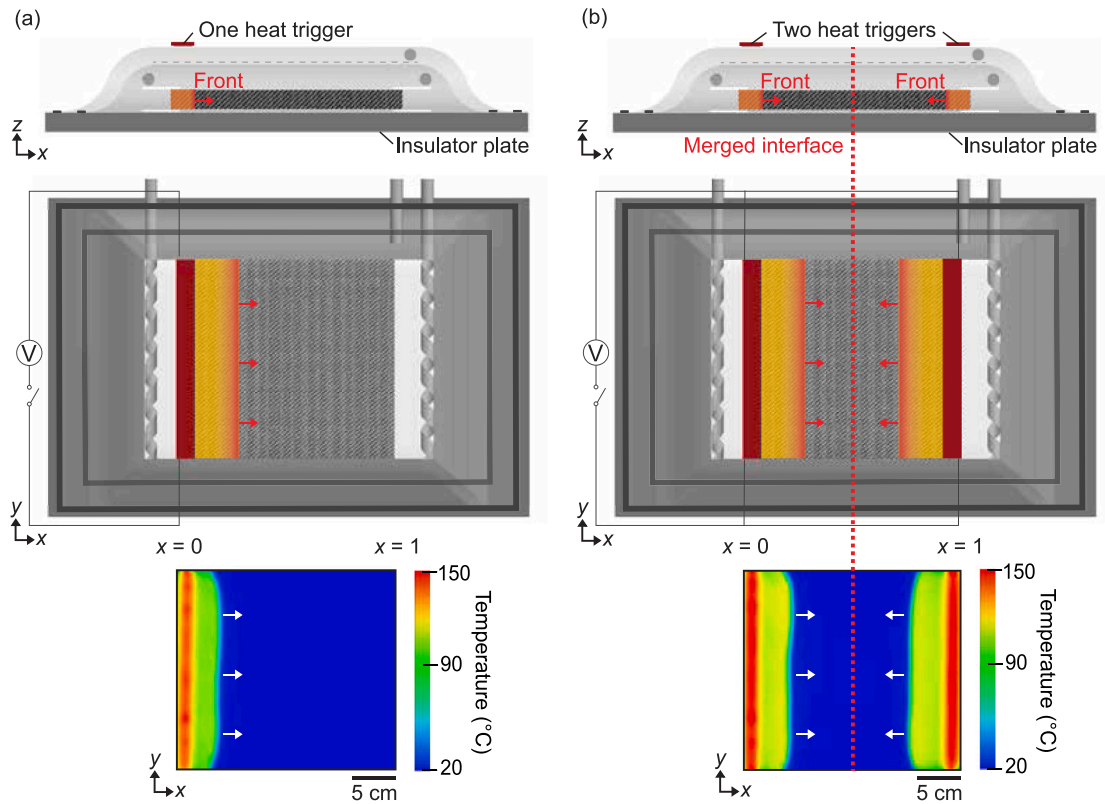 (a)
One heat trigger
Front
Insulator plate
z
x
V
y
x
x = 0
x = 1
150
90
20
Temperature (°C)
y
x
5 cm
(b)
Two heat triggers
Front
Front
Merged interface
Insulator plate
z
x
V
y
x
x = 0
x = 1
150
90
20
Temperature (°C)
y
x
5 cm